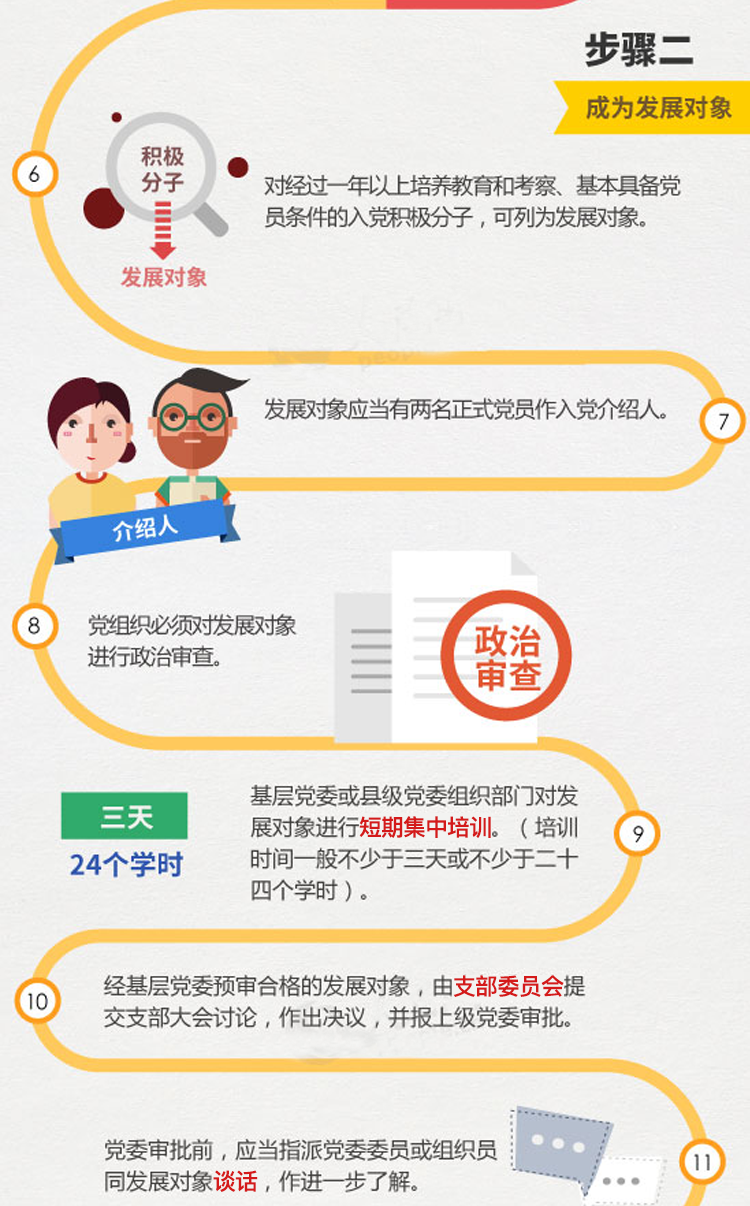 步骤二
成为发展对象
6
积极
分子
发展对象
对经过一年以上培养教育和考察、基本具备党
员条件的入党积极分子，可列为发展对象。
发展对象应当有两名正式党员作入党介绍人。
7
介绍人
8
党组织必须对发展对象
进行政治审查。
政治
审查
三天
24个学时
基层党委或县级党委组织部门对发
展对象进行短期集中培训。（培训
时间一般不少于三天或不少于二十
四个学时）。
9
10
经基层党委预审合格的发展对象，由支部委员会提
交支部大会讨论，作出决议，并报上级党委审批。
党委审批前，应当指派党委委员或组织员
同发展对象谈话，作进一步了解。
11